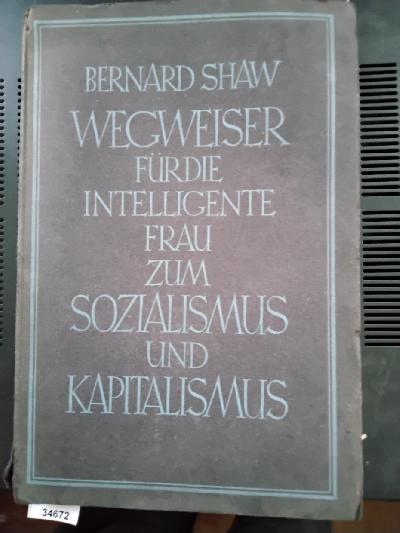 BERNARD SHAW
WEGWEISER
FÜR DIE
INTELLIGENTE
FRAU
ZUM
SOZIALISMUS
UND
KAPITALISMUS
34672